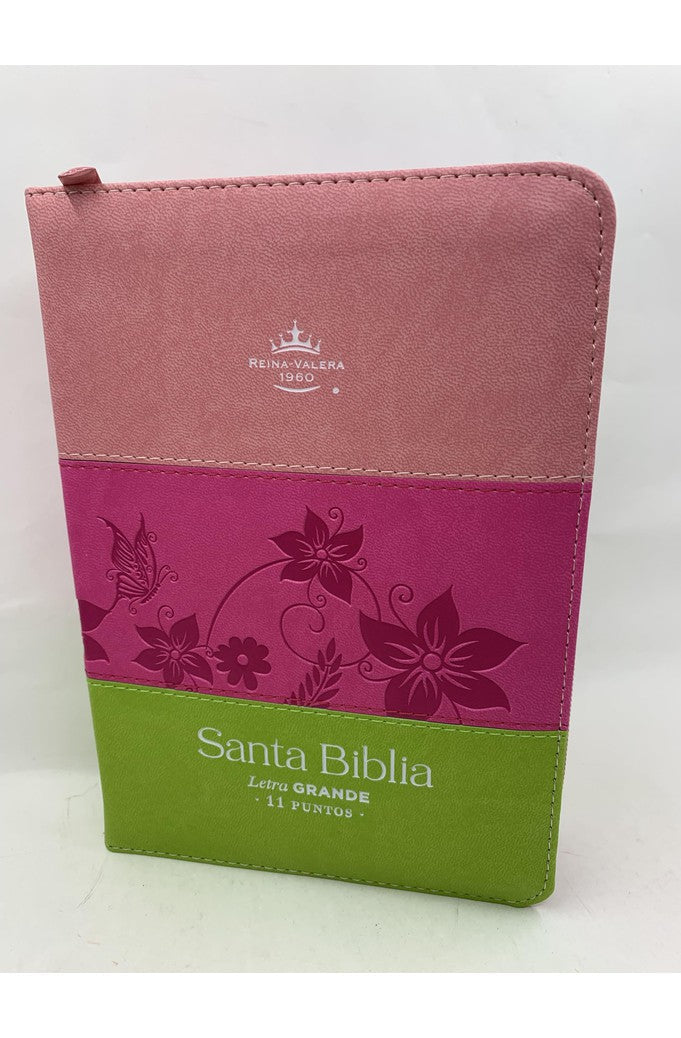 REINA-VALERA
1960
Santa Biblia
Letra GRANDE
· 11 PUNTOS ·